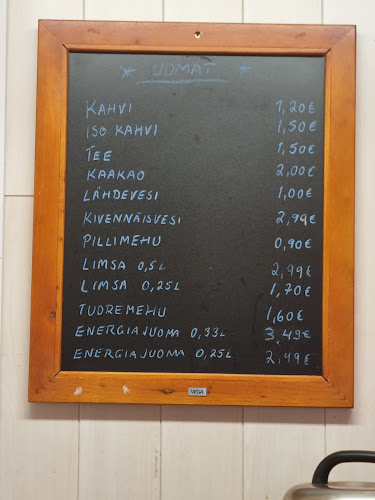 * JUOMAT *
KAHVI 1,20€
ISO KAHVI 1,50€
TEE 1,50€
KAAKAO 2,00€
LÄHDEVESI 1,00€
KIVENNÄISVESI 2,99€
PILLIMEHU 0,90€
LIMSA 0,5L 2,99€
LIMSA 0,25L 1,70€
TUOREMEHU 1,60€
ENERGIAJUOMA 0,33L 3,49€
ENERGIAJUOMA 0,25L 2,49€